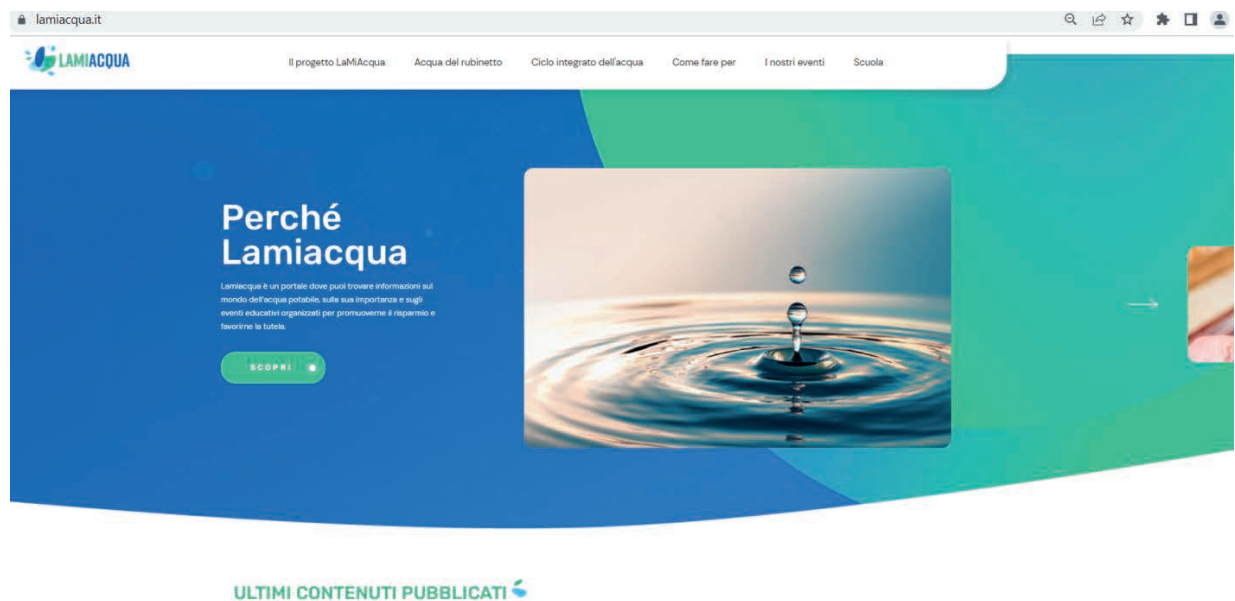 lamiacqua.it
LAMIACQUA
Il progetto LaMiAcqua Acqua del rubinetto Ciclo integrato dell'acqua Come fare per I nostri eventi Scuola
Perché
Lamiacqua
Lamiacqua è un portale dove puoi trovare informazioni sul
mondo dell'acqua potabile, sulla sua importanza e sugli
eventi educativi organizzati per promuoverne il risparmio e
favorirne la tutela.
SCOPRI
ULTIMI CONTENUTI PUBBLICATI